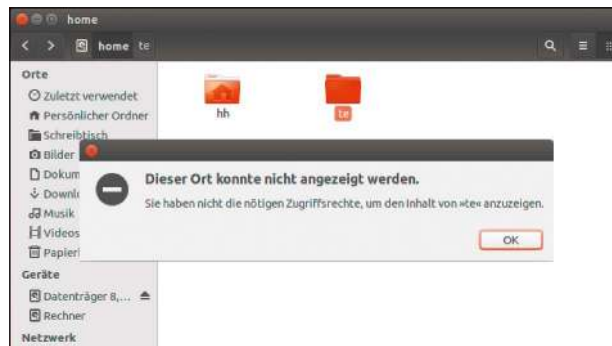 home
home te
Orte
Zuletzt verwendet
Persönlicher Ordner
Schreibtisch
Bilder
Dokum
Downl
Musik
Videos
Papier
Geräte
Datenträger 8,...
Rechner
Netzwerk
hh
te
Dieser Ort konnte nicht angezeigt werden.
Sie haben nicht die nötigen Zugriffsrechte, um den Inhalt von »te« anzuzeigen.
OK